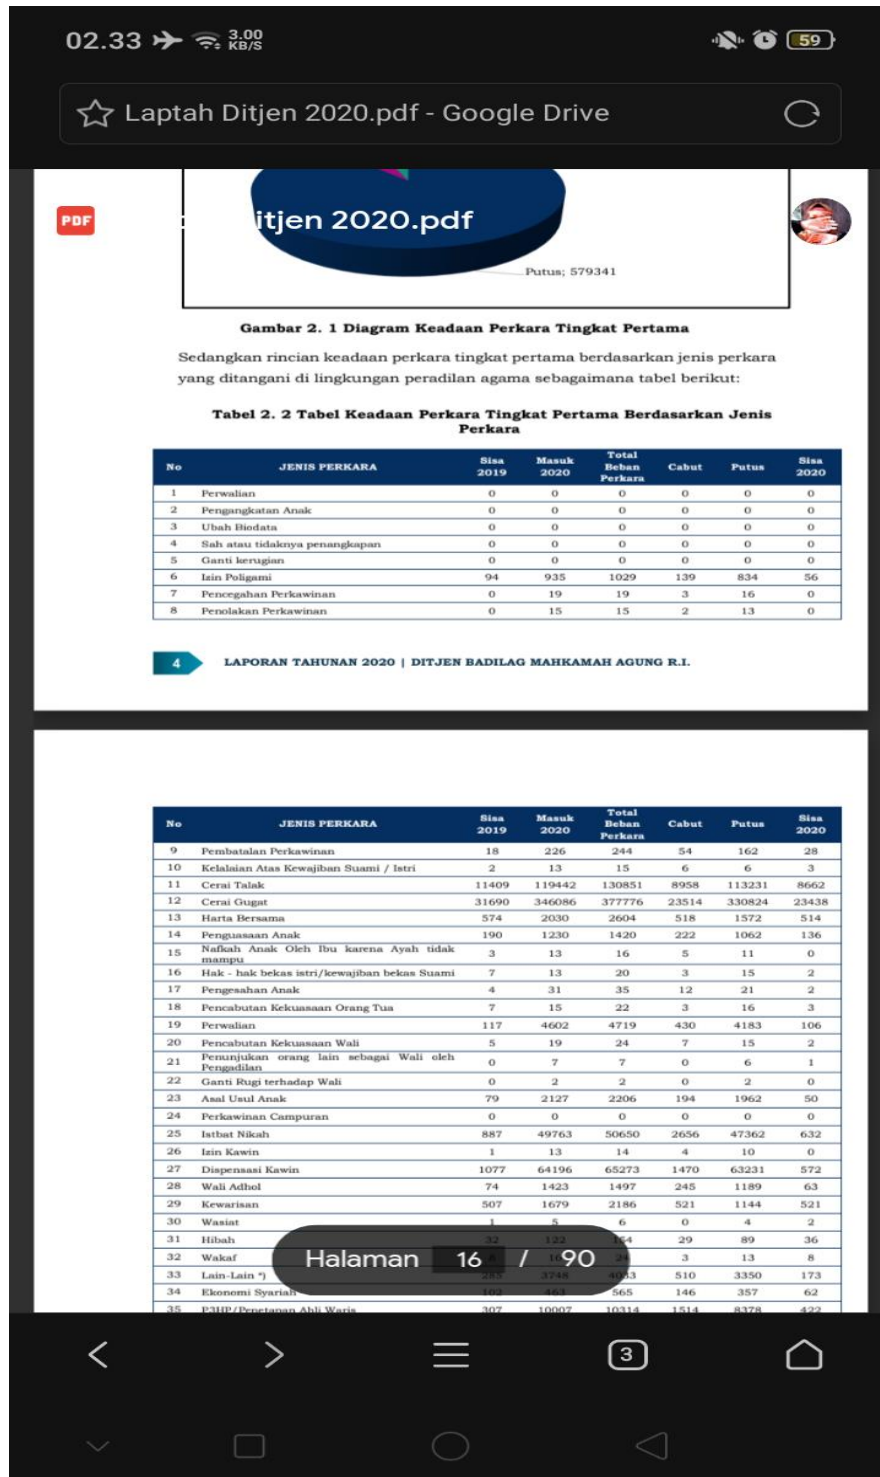 02.33 3.00 KB/S 59
Laptah Ditjen 2020.pdf - Google Drive
PDF itjen 2020.pdf
Putus; 579341
Gambar 2. 1 Diagram Keadaan Perkara Tingkat Pertama
Sedangkan rincian keadaan perkara tingkat pertama berdasarkan jenis perkara
yang ditangani di lingkungan peradilan agama sebagaimana tabel berikut:
Tabel 2. 2 Tabel Keadaan Perkara Tingkat Pertama Berdasarkan Jenis
Perkara
No JENIS PERKARA Sisa 2019 Masuk 2020 Total Beban Perkara Cabut Putus Sisa 2020
1 Perwalian 0 0 0 0 0 0
2 Pengangkatan Anak 0 0 0 0 0 0
3 Ubah Biodata 0 0 0 0 0 0
4 Sah atau tidaknya penangkapan 0 0 0 0 0 0
5 Ganti kerugian 0 0 0 0 0 0
6 Izin Poligami 94 935 1029 139 834 56
7 Pencegahan Perkawinan 0 19 19 3 16 0
8 Penolakan Perkawinan 0 15 15 2 13 0
4 LAPORAN TAHUNAN 2020 | DITJEN BADILAG MAHKAMAH AGUNG R.I.
No JENIS PERKARA Sisa 2019 Masuk 2020 Total Beban Perkara Cabut Putus Sisa 2020
9 Pembatalan Perkawinan 18 226 244 54 162 28
10 Kelalaian Atas Kewajiban Suami / Istri 2 13 15 6 6 3
11 Cerai Talak 11409 119442 130851 8958 113231 8662
12 Cerai Gugat 31690 346086 377776 23514 330824 23438
13 Harta Bersama 574 2030 2604 518 1572 514
14 Penguasaan Anak 190 1230 1420 222 1062 136
15 Nafkah Anak Oleh Ibu karena Ayah tidak mampu 3 13 16 5 11 0
16 Hak - hak bekas istri/kewajiban bekas Suami 7 13 20 3 15 2
17 Pengesahan Anak 4 31 35 12 21 2
18 Pencabutan Kekuasaan Orang Tua 7 15 22 3 16 3
19 Perwalian 117 4602 4719 430 4183 106
20 Pencabutan Kekuasaan Wali 5 19 24 7 15 2
21 Penunjukan orang lain sebagai Wali oleh Pengadilan 0 7 7 0 6 1
22 Ganti Rugi terhadap Wali 0 2 2 0 2 0
23 Asal Usul Anak 79 2127 2206 194 1962 50
24 Perkawinan Campuran 0 0 0 0 0 0
25 Istbat Nikah 887 49763 50650 2656 47362 632
26 Izin Kawin 1 13 14 4 10 0
27 Dispensasi Kawin 1077 64196 65273 1470 63231 572
28 Wali Adhol 74 1423 1497 245 1189 63
29 Kewarisan 507 1679 2186 521 1144 521
30 Wasiat 1 5 6 0 4 2
31 Hibah 32 122 154 29 89 36
32 Wakaf 3 13 8
33 Lain-Lain *) 285 3748 4033 510 3350 173
34 Ekonomi Syariah 102 463 565 146 357 62
35 P3HP/Penetapan Ahli Waris 307 10007 10314 1514 8378 422
Halaman 16 / 90
3